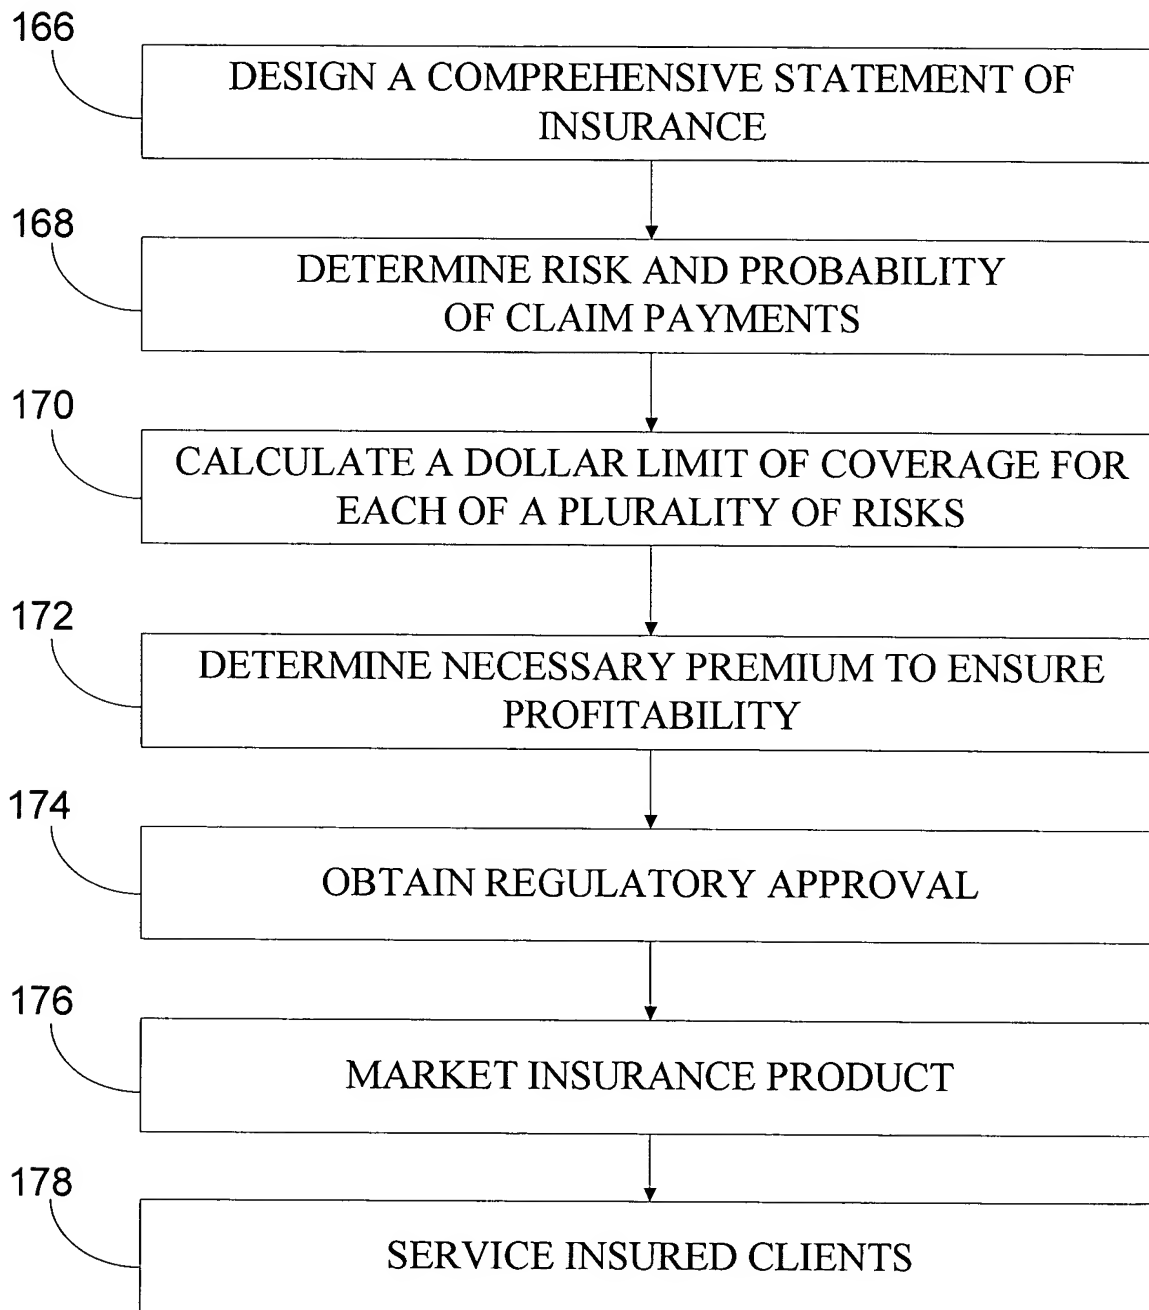 166
DESIGN A COMPREHENSIVE STATEMENT OF
INSURANCE
168
DETERMINE RISK AND PROBABILITY
OF CLAIM PAYMENTS
170
CALCULATE A DOLLAR LIMIT OF COVERAGE FOR
EACH OF A PLURALITY OF RISKS
172
DETERMINE NECESSARY PREMIUM TO ENSURE
PROFITABILITY
174
OBTAIN REGULATORY APPROVAL
176
MARKET INSURANCE PRODUCT
178
SERVICE INSURED CLIENTS